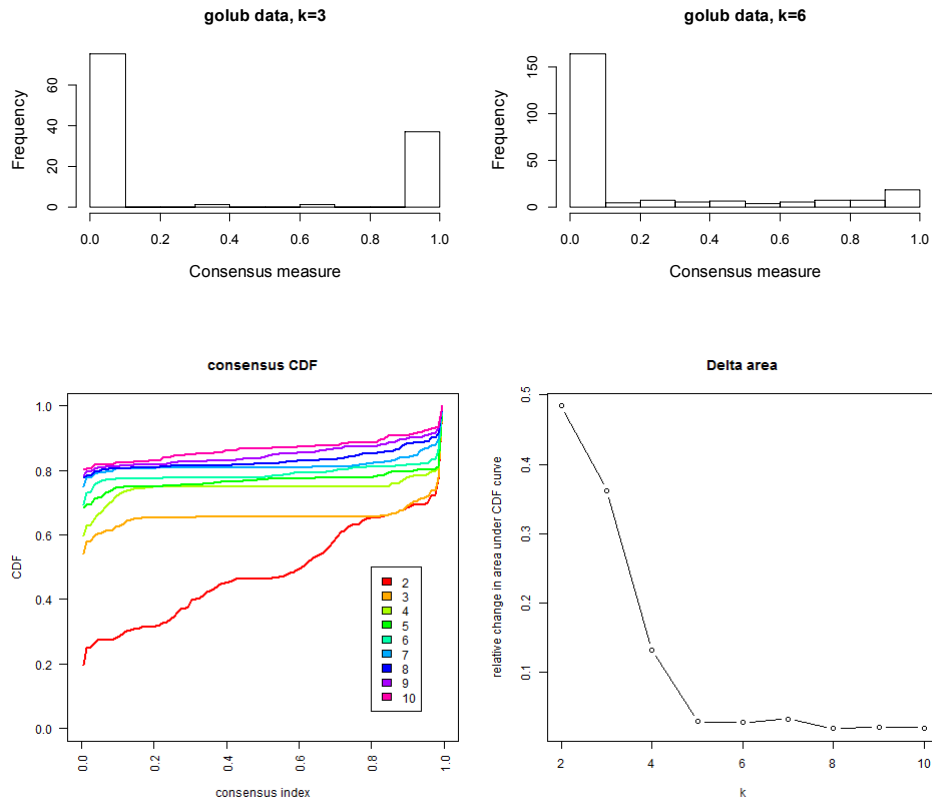 golub data, k=3
Frequency
0 20 40 60
0.0 0.2 0.4 0.6 0.8 1.0
Consensus measure
golub data, k=6
Frequency
0 50 100 150
0.0 0.2 0.4 0.6 0.8 1.0
Consensus measure
consensus CDF
CDF
0.0 0.2 0.4 0.6 0.8 1.0
0.0 0.2 0.4 0.6 0.8 1.0
consensus index
2
3
4
5
6
7
8
9
10
Delta area
relative change in area under CDF curve
0.1 0.2 0.3 0.4 0.5
2 4 6 8 10
k